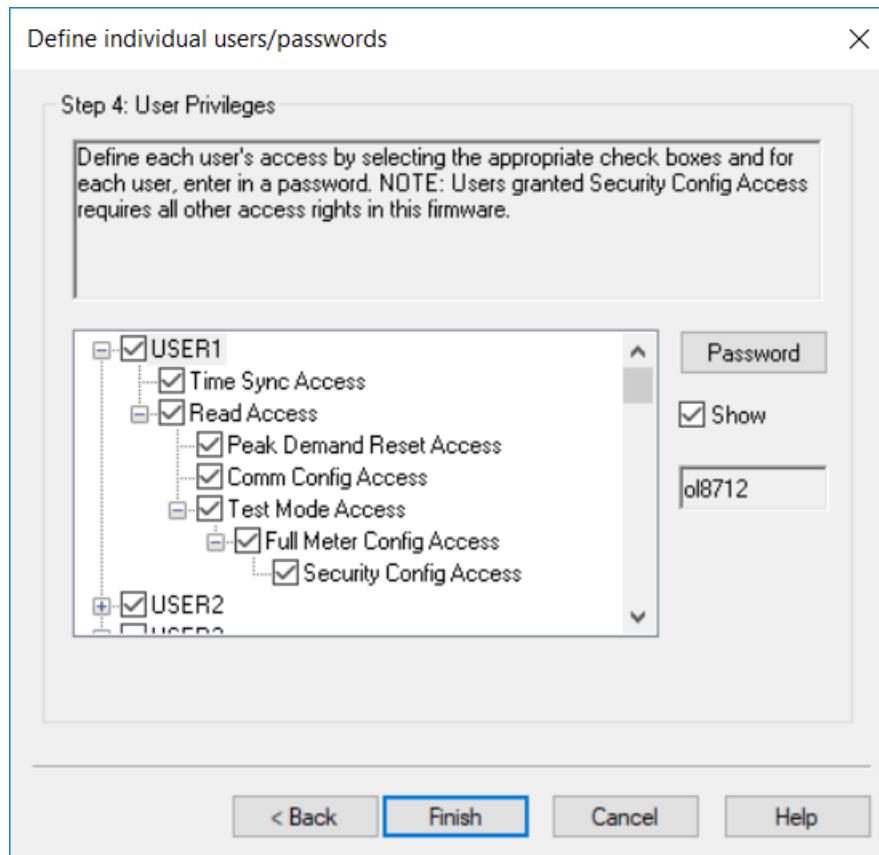 Define individual users/passwords
Step 4: User Privileges
Define each user's access by selecting the appropriate check boxes and for
each user, enter in a password. NOTE: Users granted Security Config Access
requires all other access rights in this firmware.
USER1
Time Sync Access
Read Access
Peak Demand Reset Access
Comm Config Access
Test Mode Access
Full Meter Config Access
Security Config Access
USER2
Password
Show
ol8712
< Back
Finish
Cancel
Help